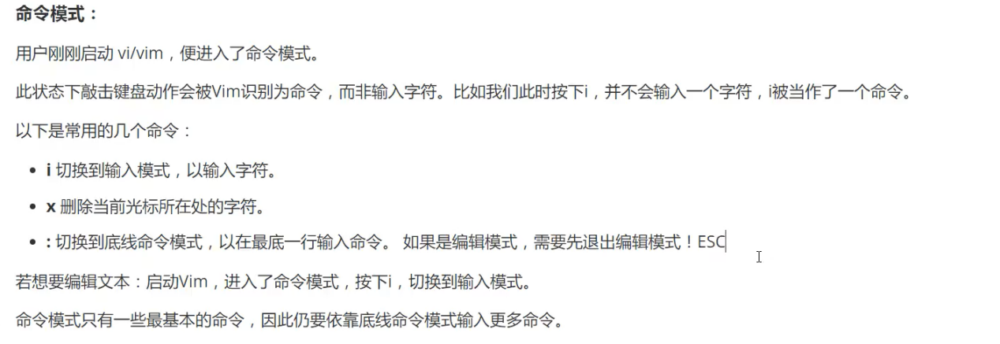 命令模式：
用户刚刚启动 vi/vim，便进入了命令模式。
此状态下敲击键盘动作会被Vim识别为命令，而非输入字符。比如我们此时按下i，并不会输入一个字符，i被当作了一个命令。
以下是常用的几个命令：
• i 切换到输入模式，以输入字符。
• x 删除当前光标所在处的字符。
• : 切换到底线命令模式，以在最底一行输入命令。 如果是编辑模式，需要先退出编辑模式！ESC
若想要编辑文本：启动Vim，进入了命令模式，按下i，切换到输入模式。
命令模式只有一些最基本的命令，因此仍要依靠底线命令模式输入更多命令。